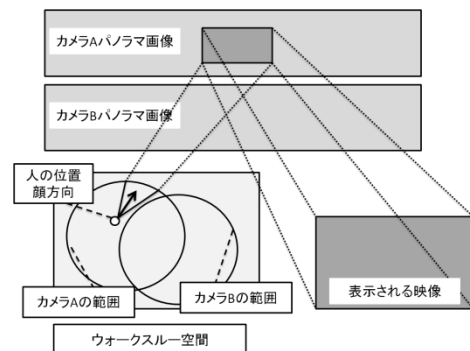 カメラAパノラマ画像
カメラBパノラマ画像
人の位置
顔方向
カメラAの範囲
カメラBの範囲
表示される映像
ウォークスルー空間